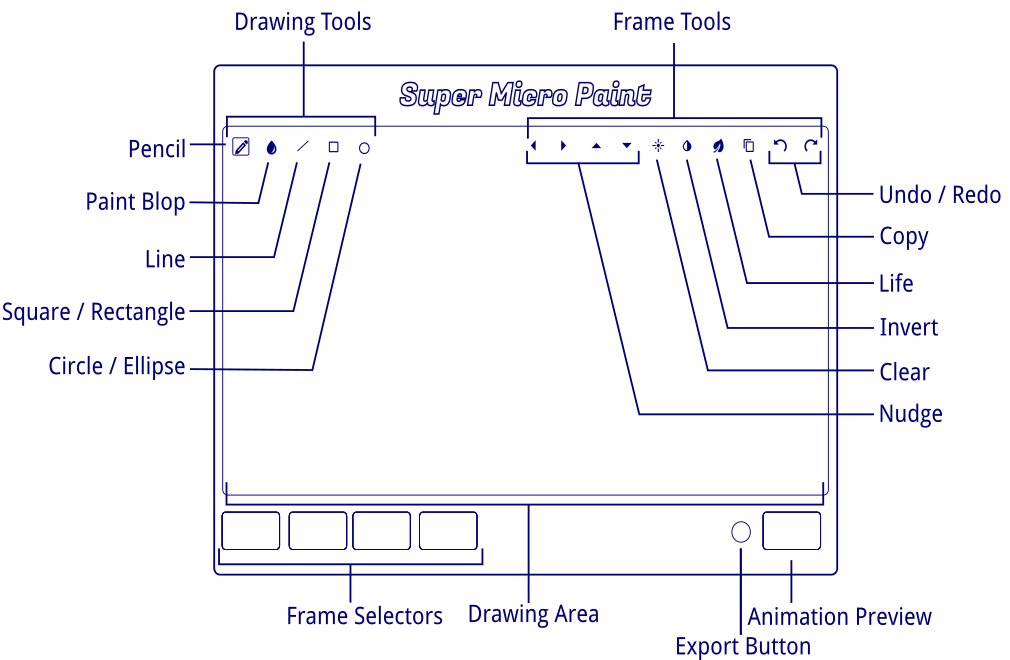 Drawing Tools
Frame Tools
Super Micro Paint
Pencil
Paint Blop
Line
Square / Rectangle
Circle / Ellipse
Undo / Redo
Copy
Life
Invert
Clear
Nudge
Frame Selectors
Drawing Area
Animation Preview
Export Button